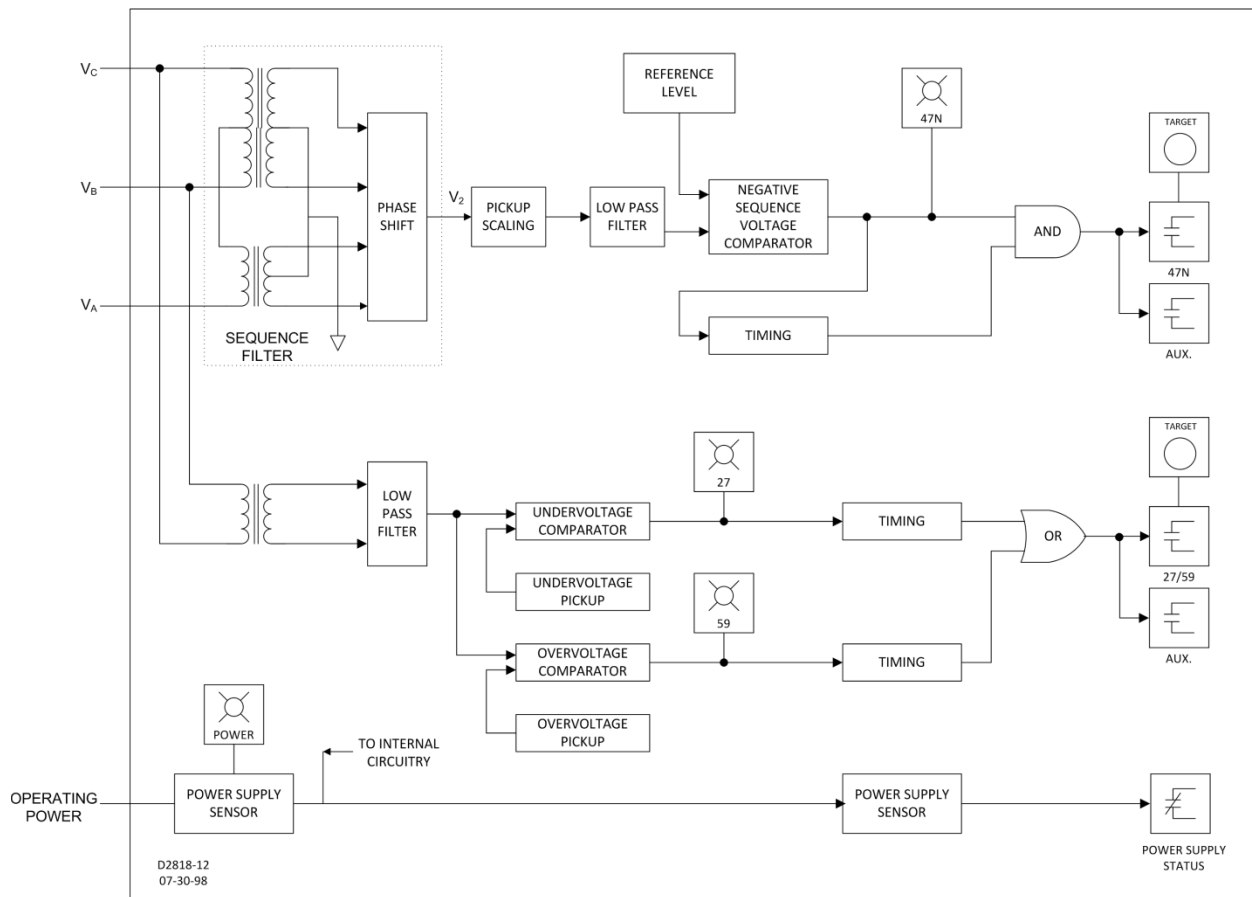 V_C
V_B
V_A
SEQUENCE
FILTER
PHASE
SHIFT
V_2
PICKUP
SCALING
LOW PASS
FILTER
REFERENCE
LEVEL
NEGATIVE
SEQUENCE
VOLTAGE
COMPARATOR
47N
TIMING
AND
TARGET
47N
AUX.
LOW
PASS
FILTER
UNDERVOLTAGE
COMPARATOR
UNDERVOLTAGE
PICKUP
27
TIMING
OVERVOLTAGE
COMPARATOR
OVERVOLTAGE
PICKUP
59
TIMING
OR
TARGET
27/59
AUX.
POWER
OPERATING
POWER
POWER SUPPLY
SENSOR
TO INTERNAL
CIRCUITRY
POWER SUPPLY
SENSOR
POWER SUPPLY
STATUS
D2818-12
07-30-98